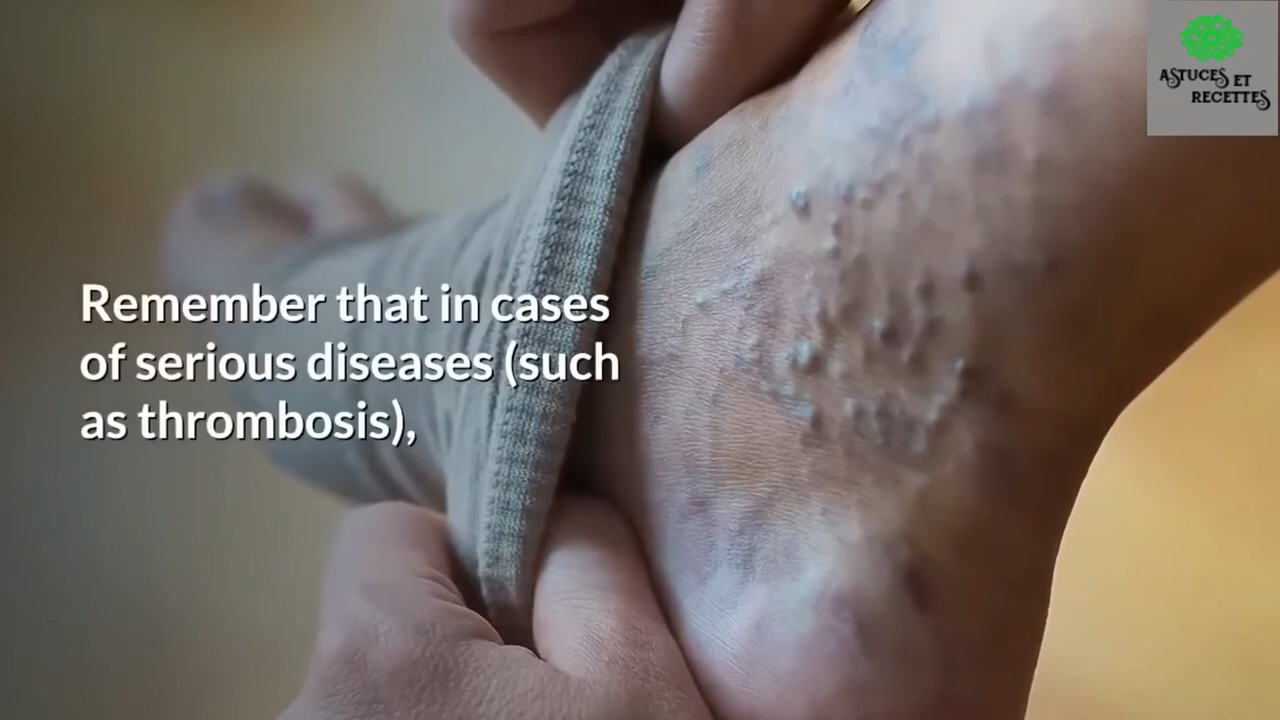 Remember that in cases
of serious diseases (such
as thrombosis),
ASTUCES ET
RECETTES